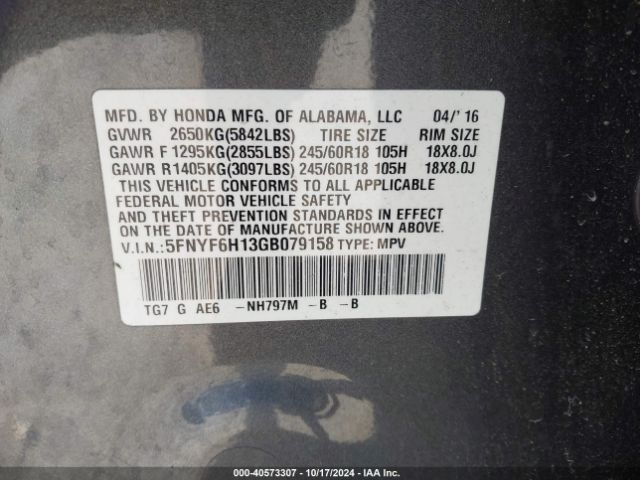 MFD. BY HONDA MFG. OF ALABAMA, LLC 04/'16
GVWR 2650KG(5842LBS) TIRE SIZE RIM SIZE
GAWR F1295KG(2855LBS) 245/60R18 105H 18X8.0J
GAWR R1405KG(3097LBS) 245/60R18 105H 18X8.0J
THIS VEHICLE CONFORMS TO ALL APPLICABLE
FEDERAL MOTOR VEHICLE SAFETY
AND THEFT PREVENTION STANDARDS IN EFFECT
ON THE DATE OF MANUFACTURE SHOWN ABOVE.
V.I.N.:5FNYF6H13GB079158 TYPE: MPV
TG7 G AE6 -NH797M -B -B
000-40573307 - 10/17/2024 - IAA Inc.